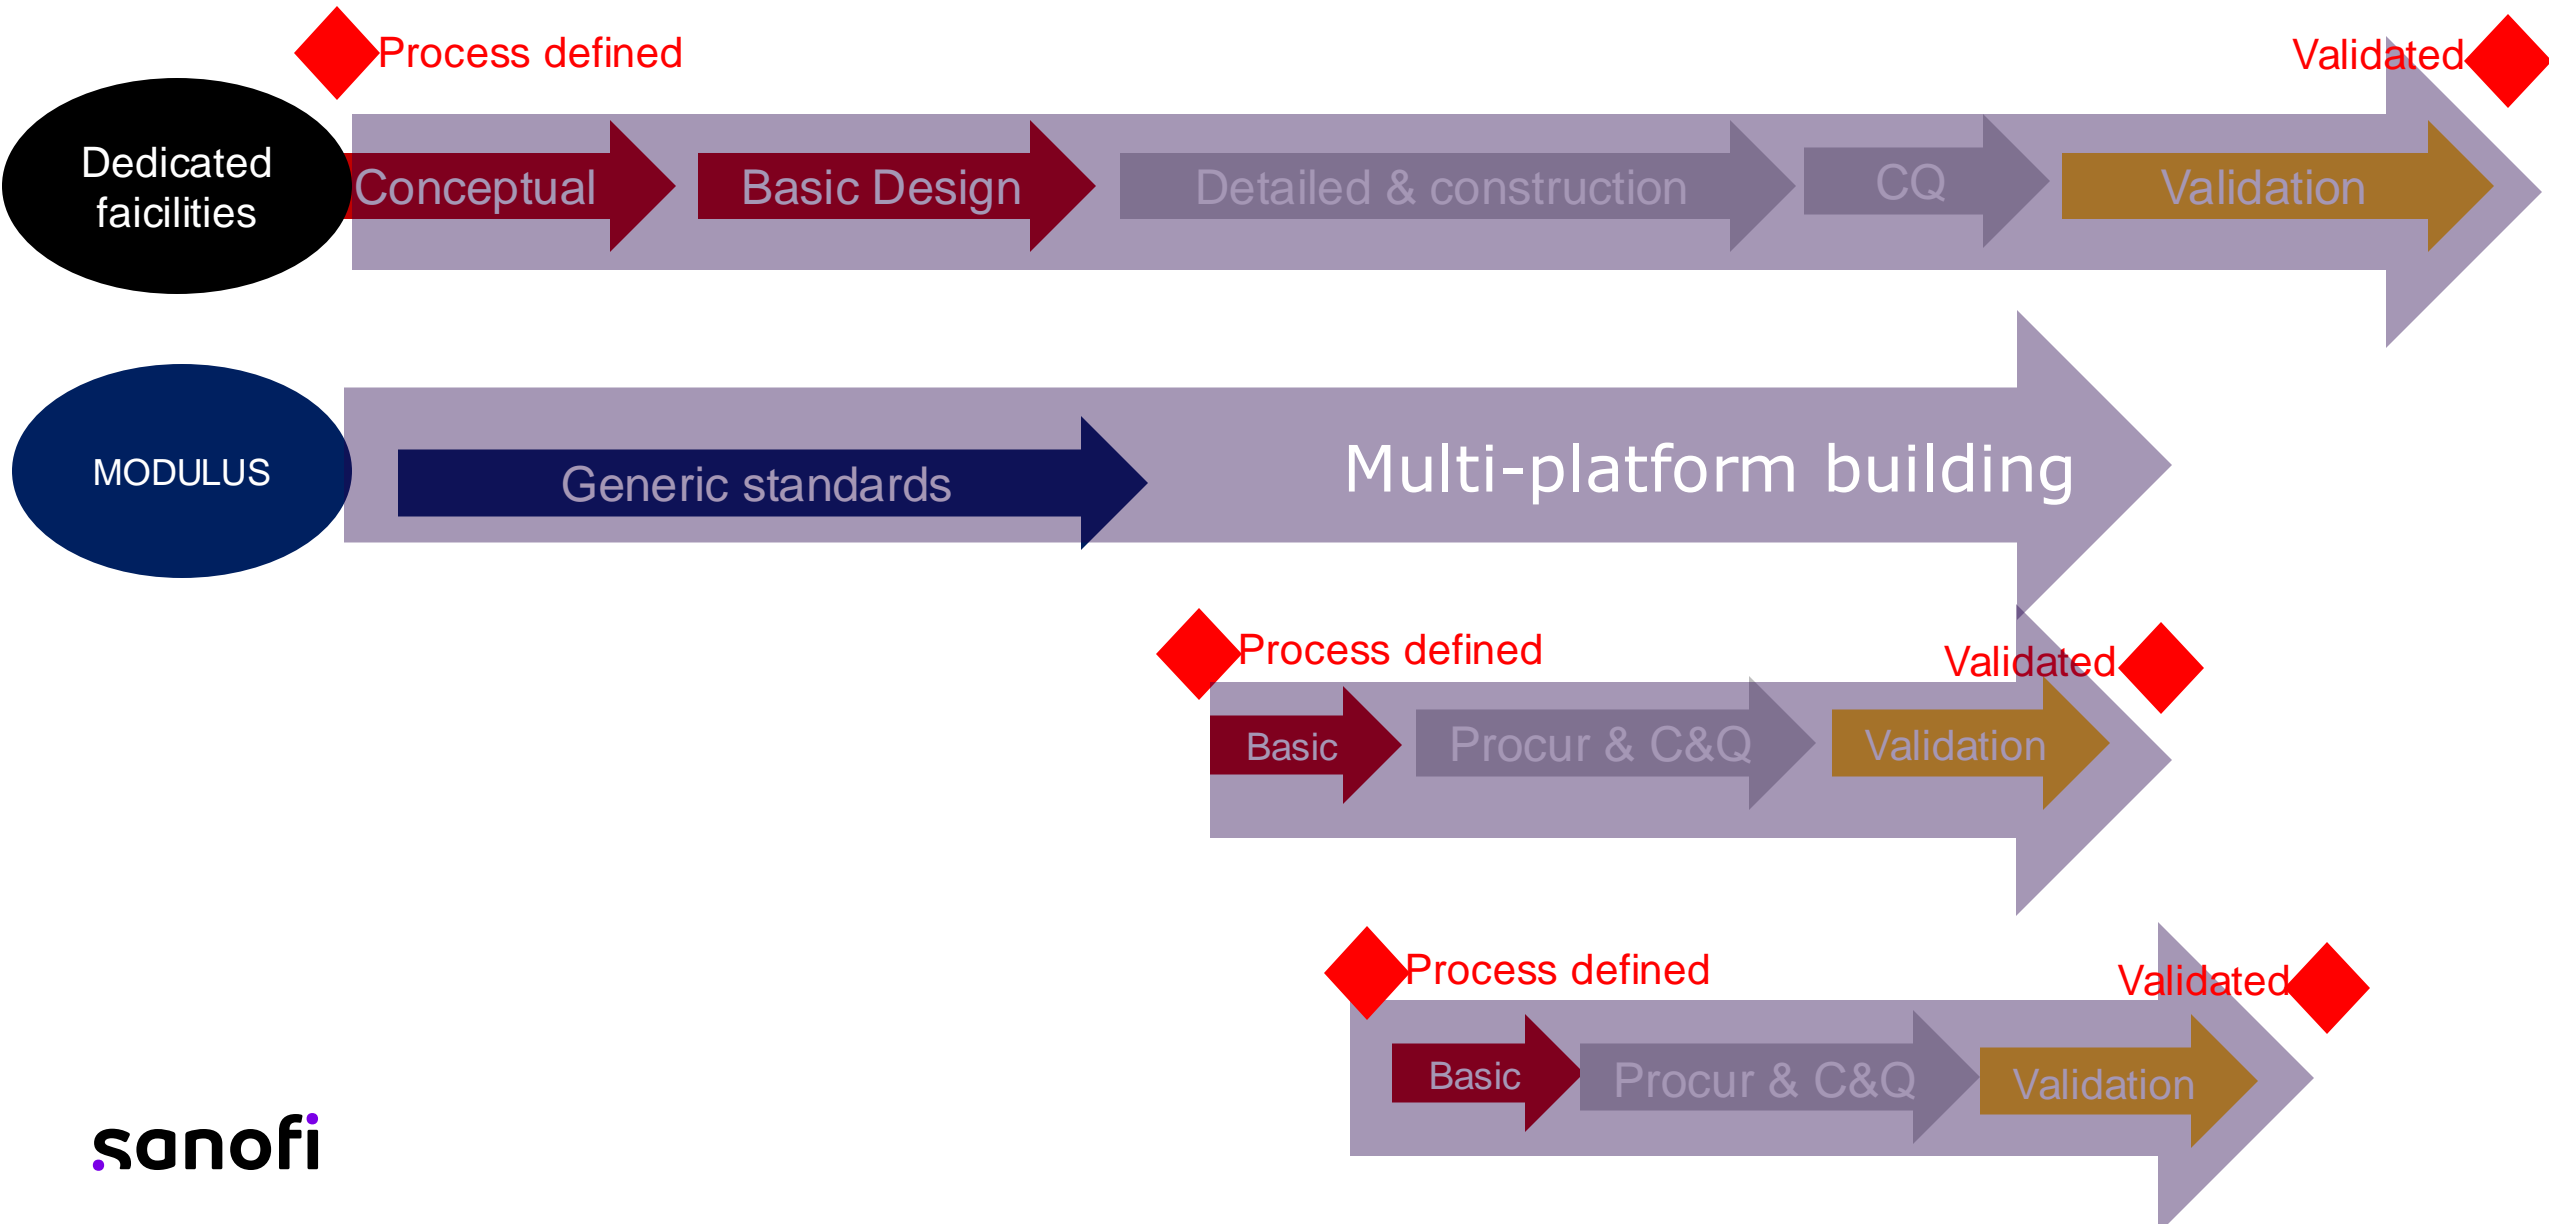 Process defined
Validated
Dedicated
faicilities
Conceptual
Basic Design
Detailed & construction
CQ
Validation
MODULUS
Generic standards
Multi-platform building
Process defined
Validated
Basic
Procur & C&Q
Validation
Process defined
Validated
Basic
Procur & C&Q
Validation
sanofi